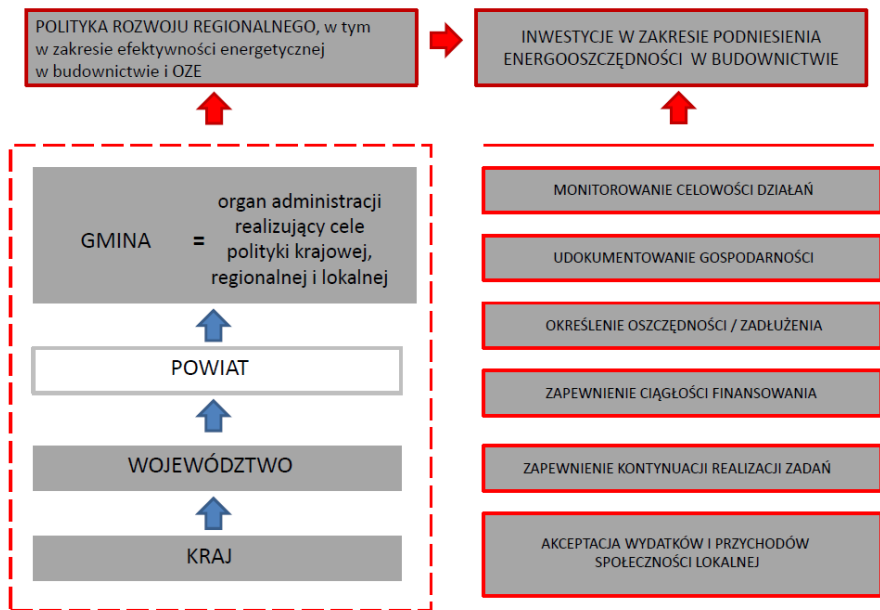 POLITYKA ROZWOJU REGIONALNEGO, w tym
w zakresie efektywności energetycznej
w budownictwie i OZE
INWESTYCJE W ZAKRESIE PODNIESIENIA
ENERGOOSZCZĘDNOŚCI W BUDOWNICTWIE
GMINA =
organ administracji
realizujący cele
polityki krajowej,
regionalnej i lokalnej
POWIAT
WOJEWÓDZTWO
KRAJ
MONITOROWANIE CELOWOŚCI DZIAŁAŃ
UDOKUMENTOWANIE GOSPODARNOŚCI
OKREŚLENIE OSZCZĘDNOŚCI / ZADŁUŻENIA
ZAPEWNIENIE CIĄGŁOŚCI FINANSOWANIA
ZAPEWNIENIE KONTYNUACJI REALIZACJI ZADAŃ
AKCEPTACJA WYDATKÓW I PRZYCHODÓW
SPOŁECZNOŚCI LOKALNEJ